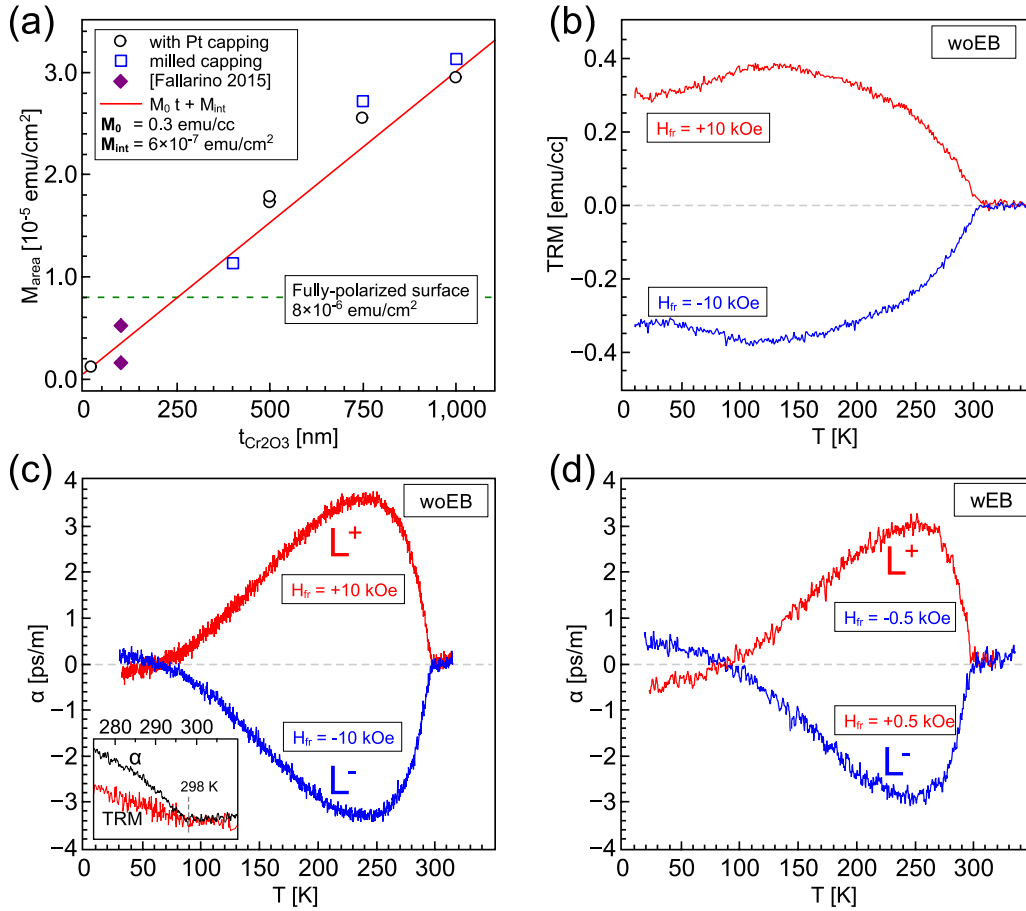 (a)
with Pt capping
milled capping
[Fallarino 2015]
M0 t + Mint
M0 = 0.3 emu/cc
Mint = 6×10-7 emu/cm2
Fully-polarized surface
8×10-6 emu/cm2
Marea [10-5 emu/cm2]
3.0
2.0
1.0
0.0
0 250 500 750 1,000
tCr2O3 [nm]
(b)
woEB
Hfr = +10 kOe
Hfr = -10 kOe
TRM [emu/cc]
0.4
0.2
0.0
−0.2
−0.4
0 50 100 150 200 250 300
T [K]
(c)
woEB
L+
Hfr = +10 kOe
Hfr = -10 kOe
L-
α [ps/m]
4
3
2
1
0
−1
−2
−3
−4
280 290 300
α
298 K
TRM
0 50 100 150 200 250 300
T [K]
(d)
wEB
L+
Hfr = -0.5 kOe
Hfr = +0.5 kOe
L-
α [ps/m]
4
3
2
1
0
−1
−2
−3
−4
0 50 100 150 200 250 300
T [K]